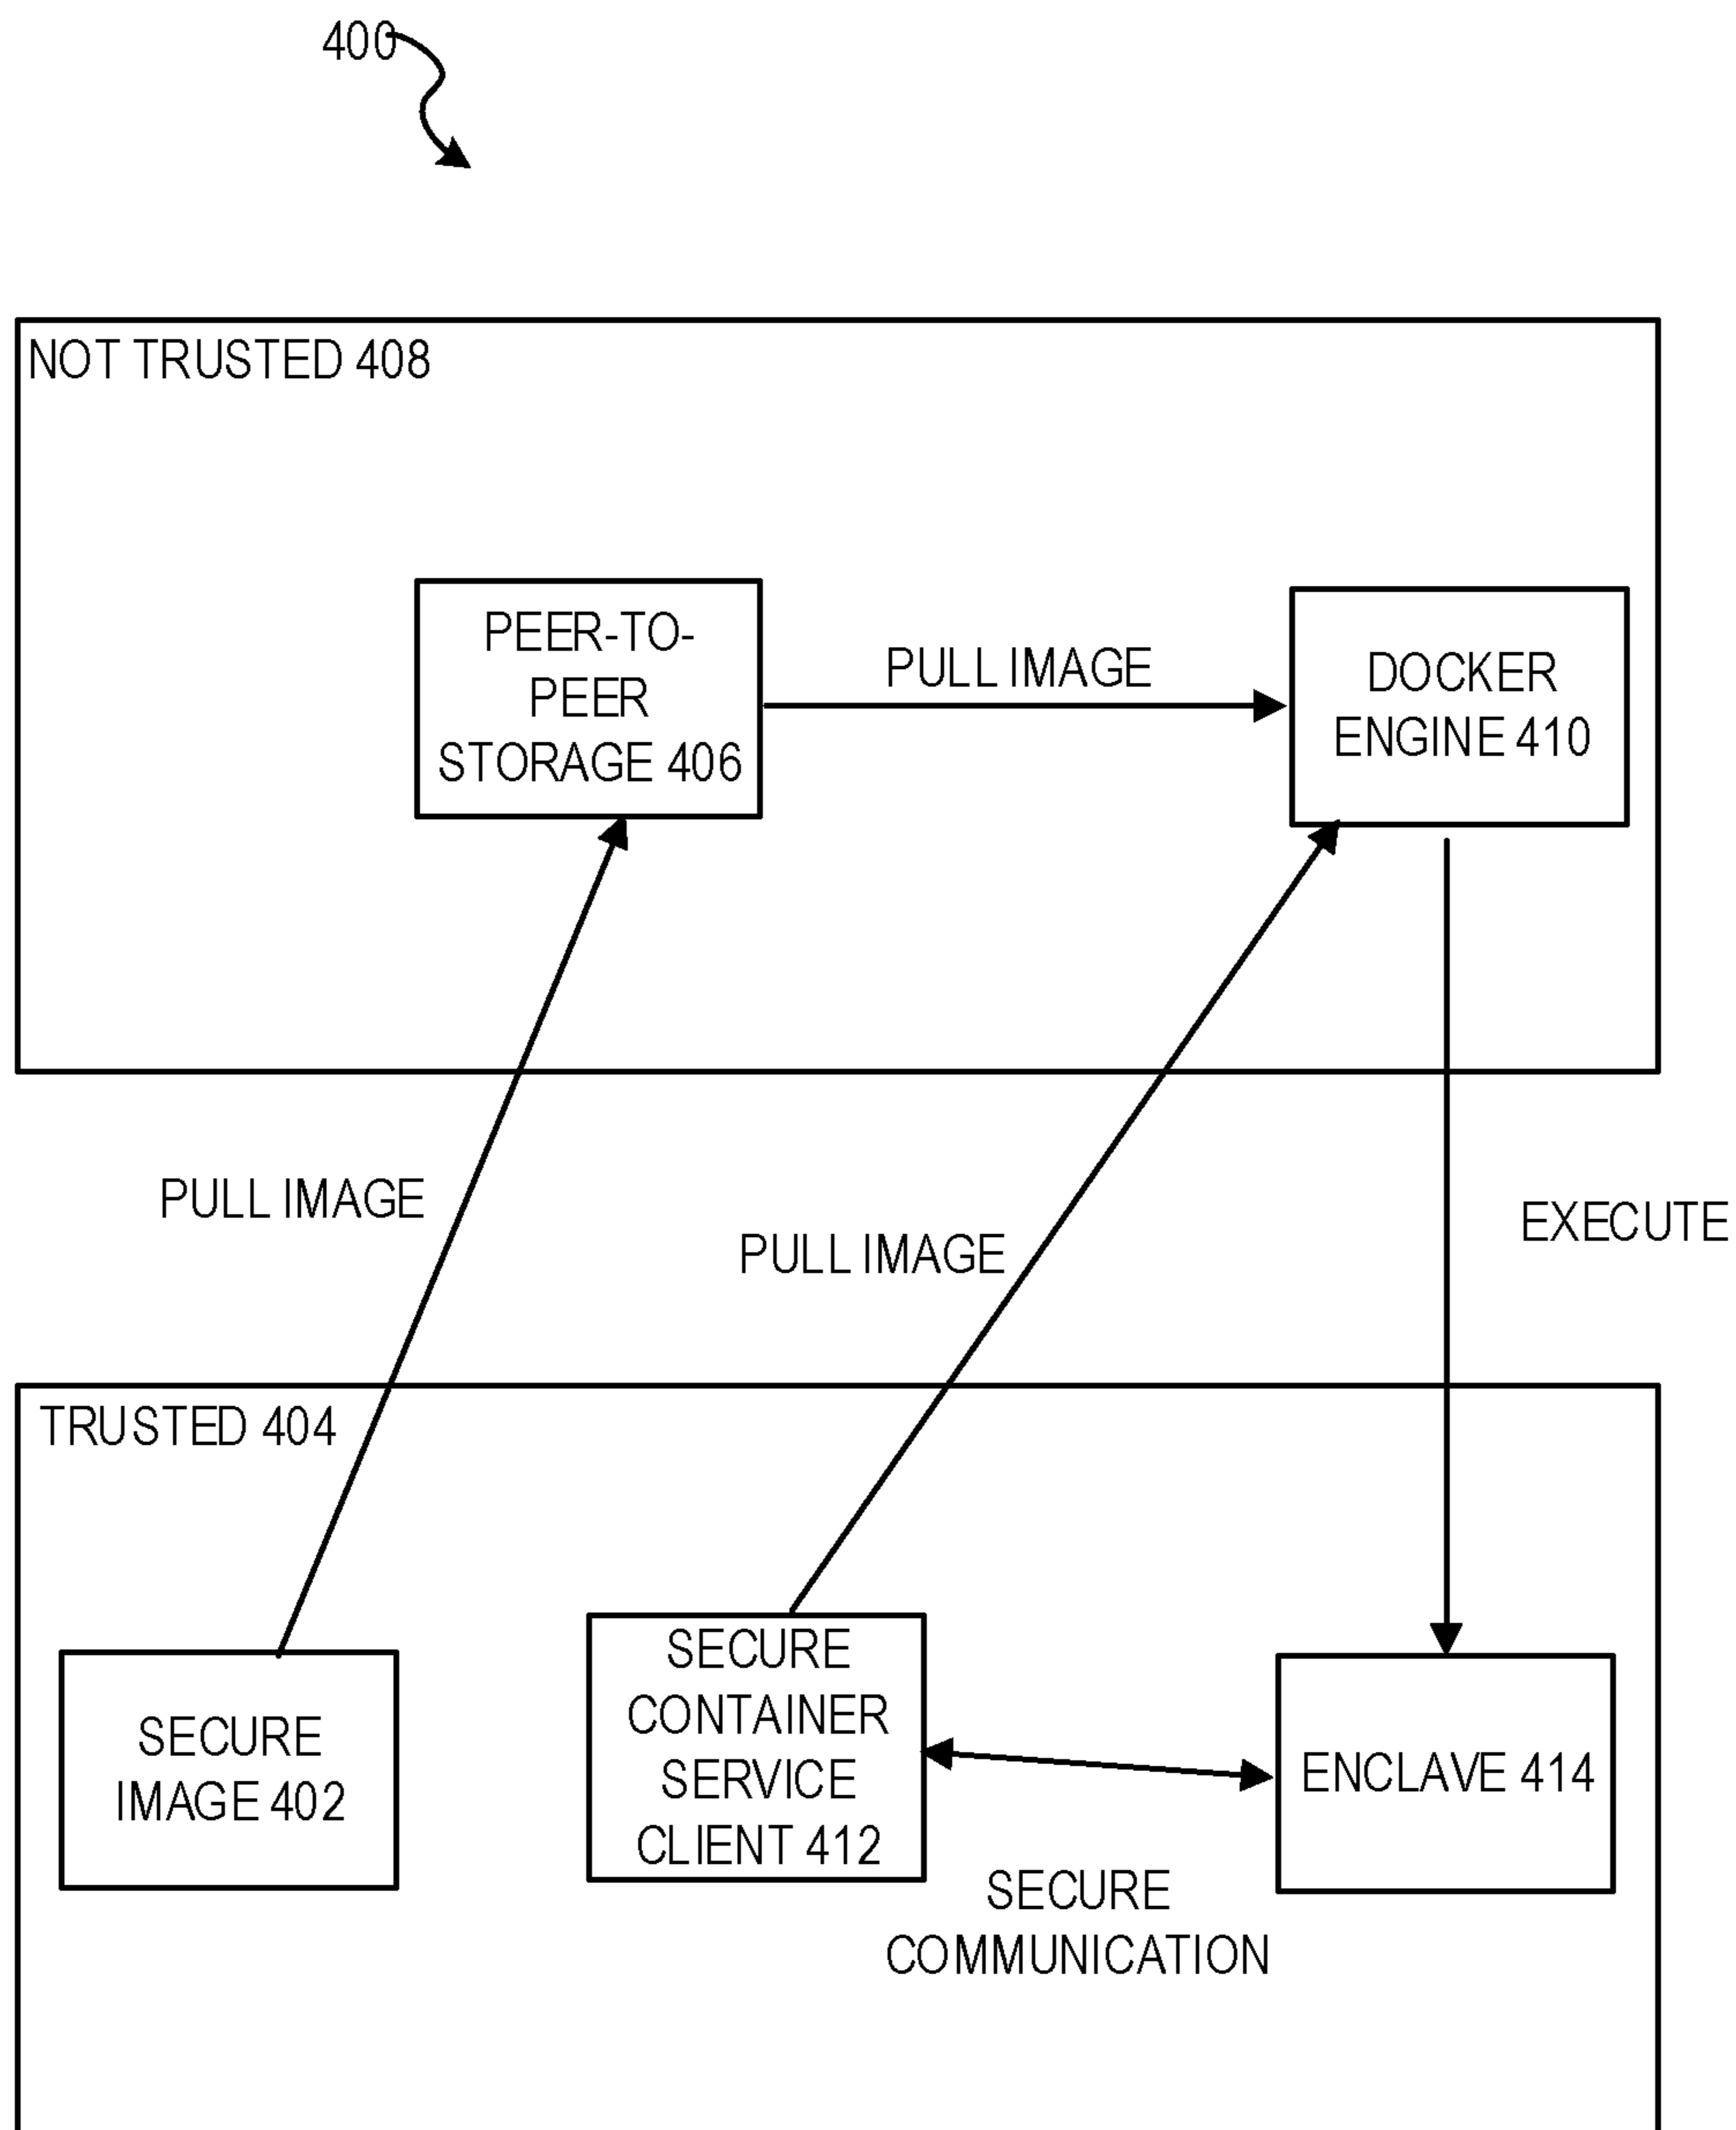 400
NOT TRUSTED 408
PEER-TO-
PEER
STORAGE 406
PULL IMAGE
DOCKER
ENGINE 410
PULL IMAGE
PULL IMAGE
EXECUTE
TRUSTED 404
SECURE
IMAGE 402
SECURE
CONTAINER
SERVICE
CLIENT 412
ENCLAVE 414
SECURE
COMMUNICATION